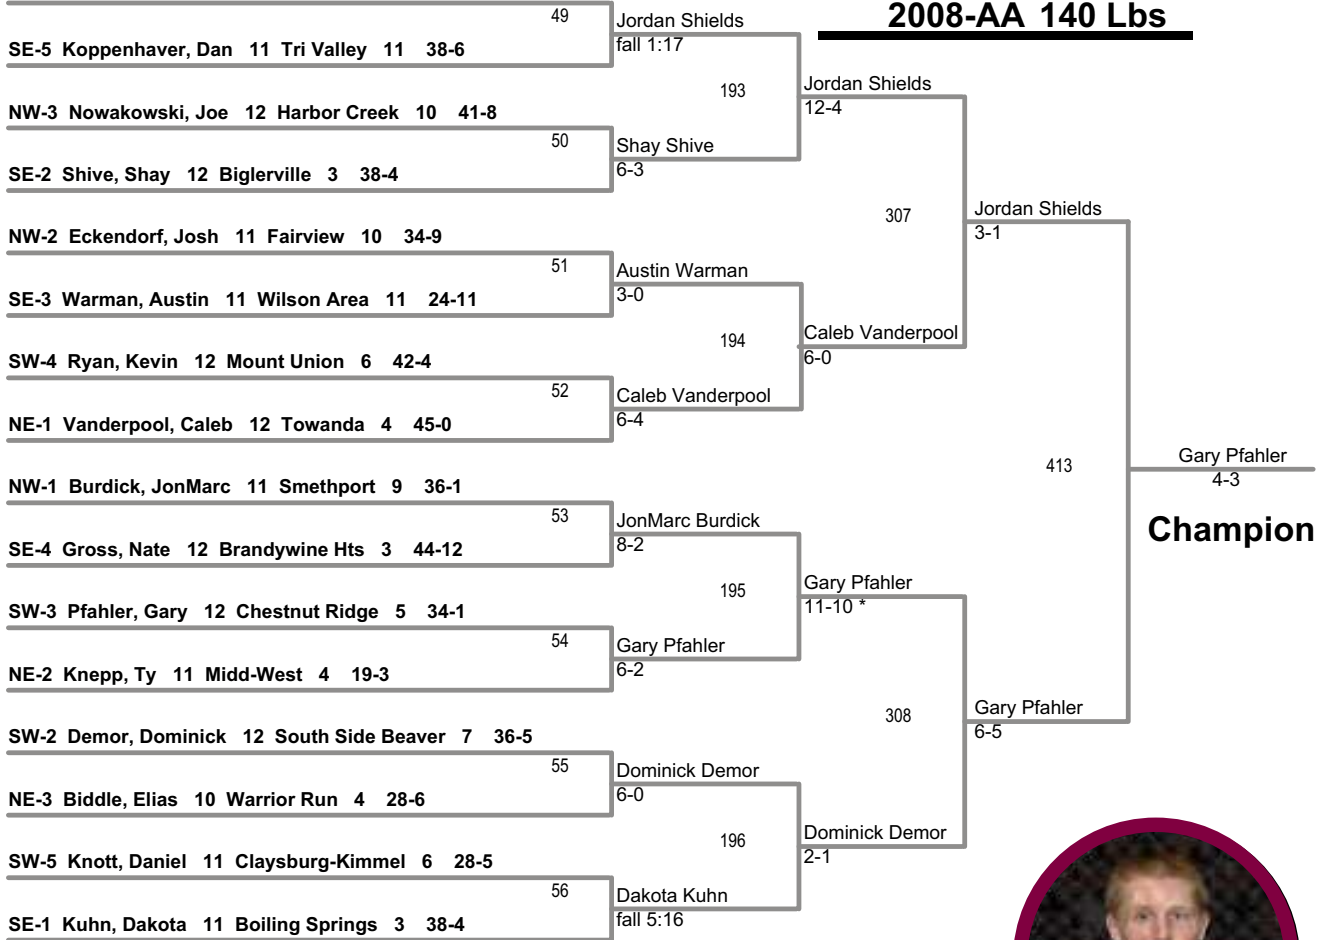 2008-AA 140 Lbs
49
Jordan Shields
fall 1:17
SE-5 Koppenhaver, Dan 11 Tri Valley 11 38-6
193
Jordan Shields
12-4
NW-3 Nowakowski, Joe 12 Harbor Creek 10 41-8
50
Shay Shive
6-3
SE-2 Shive, Shay 12 Biglerville 3 38-4
307
Jordan Shields
3-1
NW-2 Eckendorf, Josh 11 Fairview 10 34-9
51
Austin Warman
3-0
SE-3 Warman, Austin 11 Wilson Area 11 24-11
194
Caleb Vanderpool
6-0
SW-4 Ryan, Kevin 12 Mount Union 6 42-4
52
Caleb Vanderpool
6-4
NE-1 Vanderpool, Caleb 12 Towanda 4 45-0
413
Gary Pfahler
4-3
Champion
NW-1 Burdick, JonMarc 11 Smethport 9 36-1
53
JonMarc Burdick
8-2
SE-4 Gross, Nate 12 Brandywine Hts 3 44-12
195
Gary Pfahler
11-10 *
SW-3 Pfahler, Gary 12 Chestnut Ridge 5 34-1
54
Gary Pfahler
6-2
NE-2 Knepp, Ty 11 Midd-West 4 19-3
308
Gary Pfahler
6-5
SW-2 Demor, Dominick 12 South Side Beaver 7 36-5
55
Dominick Demor
6-0
NE-3 Biddle, Elias 10 Warrior Run 4 28-6
196
Dominick Demor
2-1
SW-5 Knott, Daniel 11 Claysburg-Kimmel 6 28-5
56
Dakota Kuhn
fall 5:16
SE-1 Kuhn, Dakota 11 Boiling Springs 3 38-4